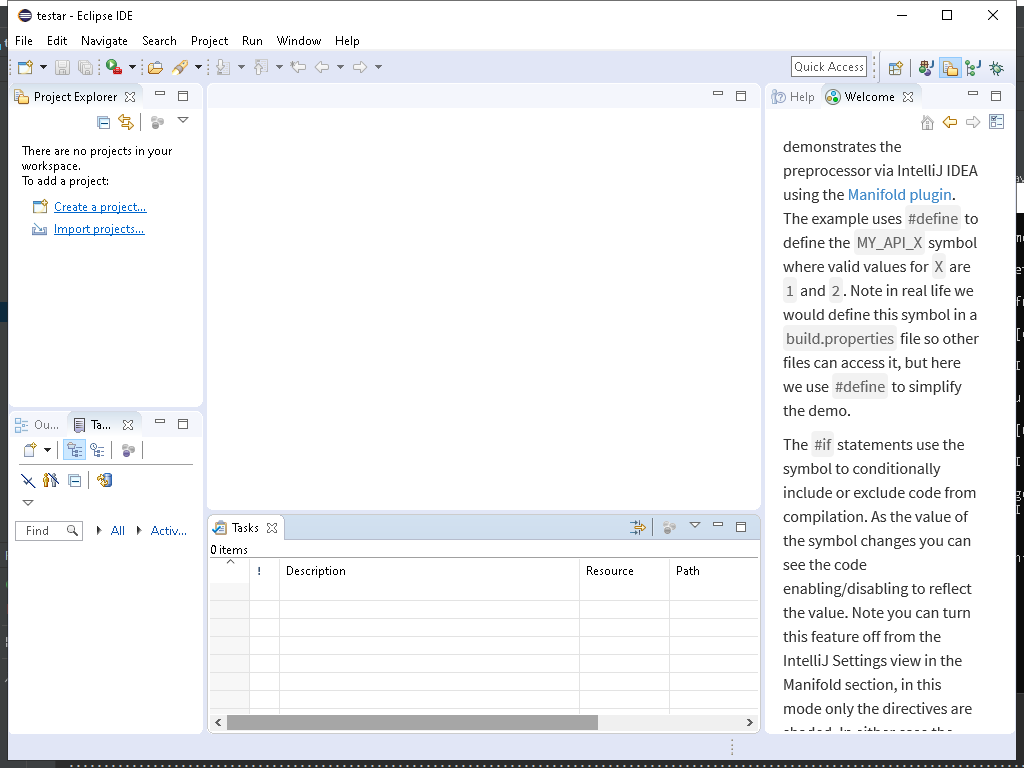 testar - Eclipse IDE
File Edit Navigate Search Project Run Window Help
Quick Access
Project Explorer
There are no projects in your
workspace.
To add a project:
Create a project...
Import projects...
Ou...
Ta...
Find
All
Activ...
Tasks
0 items
! Description Resource Path
Help
Welcome
demonstrates the
preprocessor via IntelliJ IDEA
using the Manifold plugin.
The example uses #define to
define the MY_API_X symbol
where valid values for X are
1 and 2. Note in real life we
would define this symbol in a
build.properties file so other
files can access it, but here
we use #define to simplify
the demo.
The #if statements use the
symbol to conditionally
include or exclude code from
compilation. As the value of
the symbol changes you can
see the code
enabling/disabling to reflect
the value. Note you can turn
this feature off from the
IntelliJ Settings view in the
Manifold section, in this
mode only the directives are
shaded. In either case the